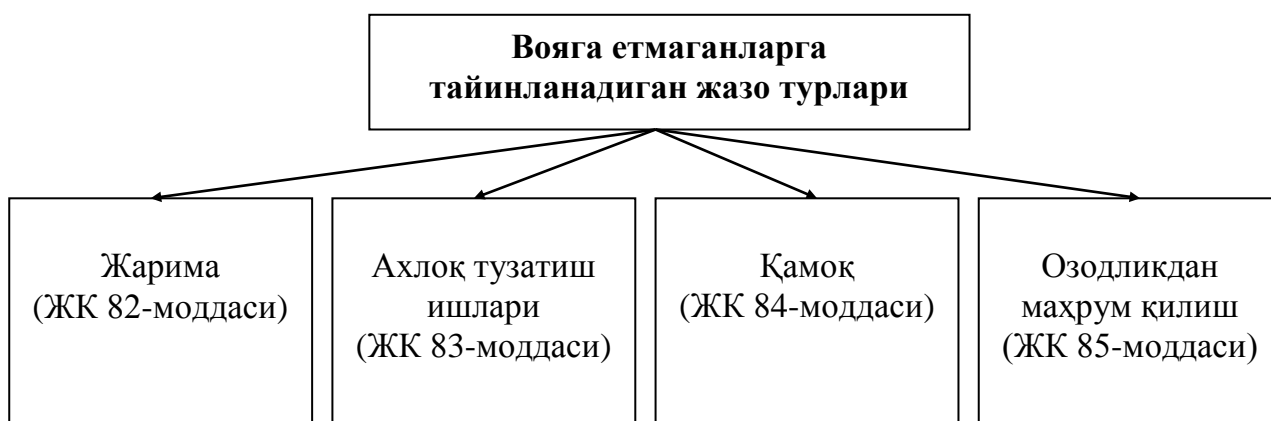 Вояга етмаганларга
тайинланадиган жазо турлари
Жарима
(ЖК 82-моддаси)
Ахлоқ тузатиш
ишлари
(ЖК 83-моддаси)
Қамоқ
(ЖК 84-моддаси)
Озодликдан
маҳрум қилиш
(ЖК 85-моддаси)